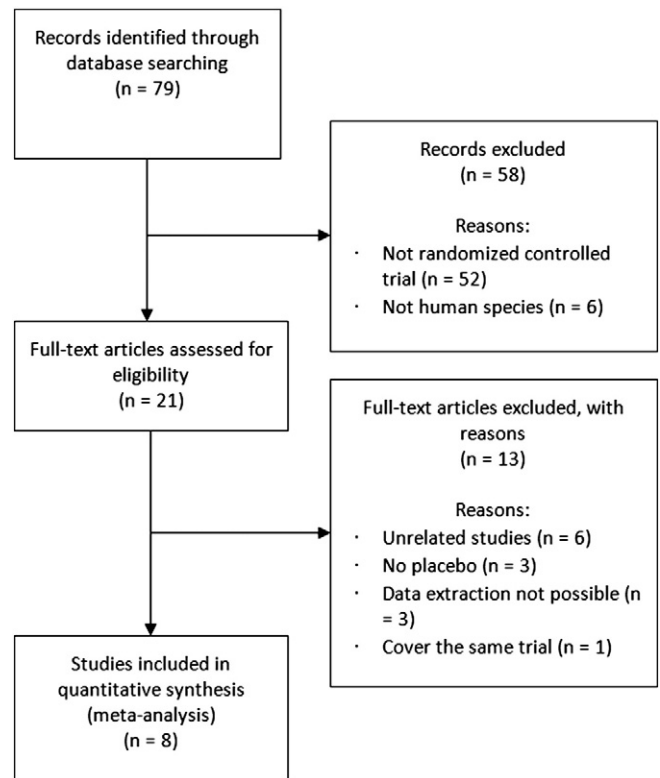 Records identified through
database searching
(n = 79)
Records excluded
(n = 58)
Reasons:
· Not randomized controlled
trial (n = 52)
· Not human species (n = 6)
Full-text articles assessed for
eligibility
(n = 21)
Full-text articles excluded, with
reasons
(n = 13)
Reasons:
· Unrelated studies (n = 6)
· No placebo (n = 3)
· Data extraction not possible (n
= 3)
· Cover the same trial (n = 1)
Studies included in
quantitative synthesis
(meta-analysis)
(n = 8)